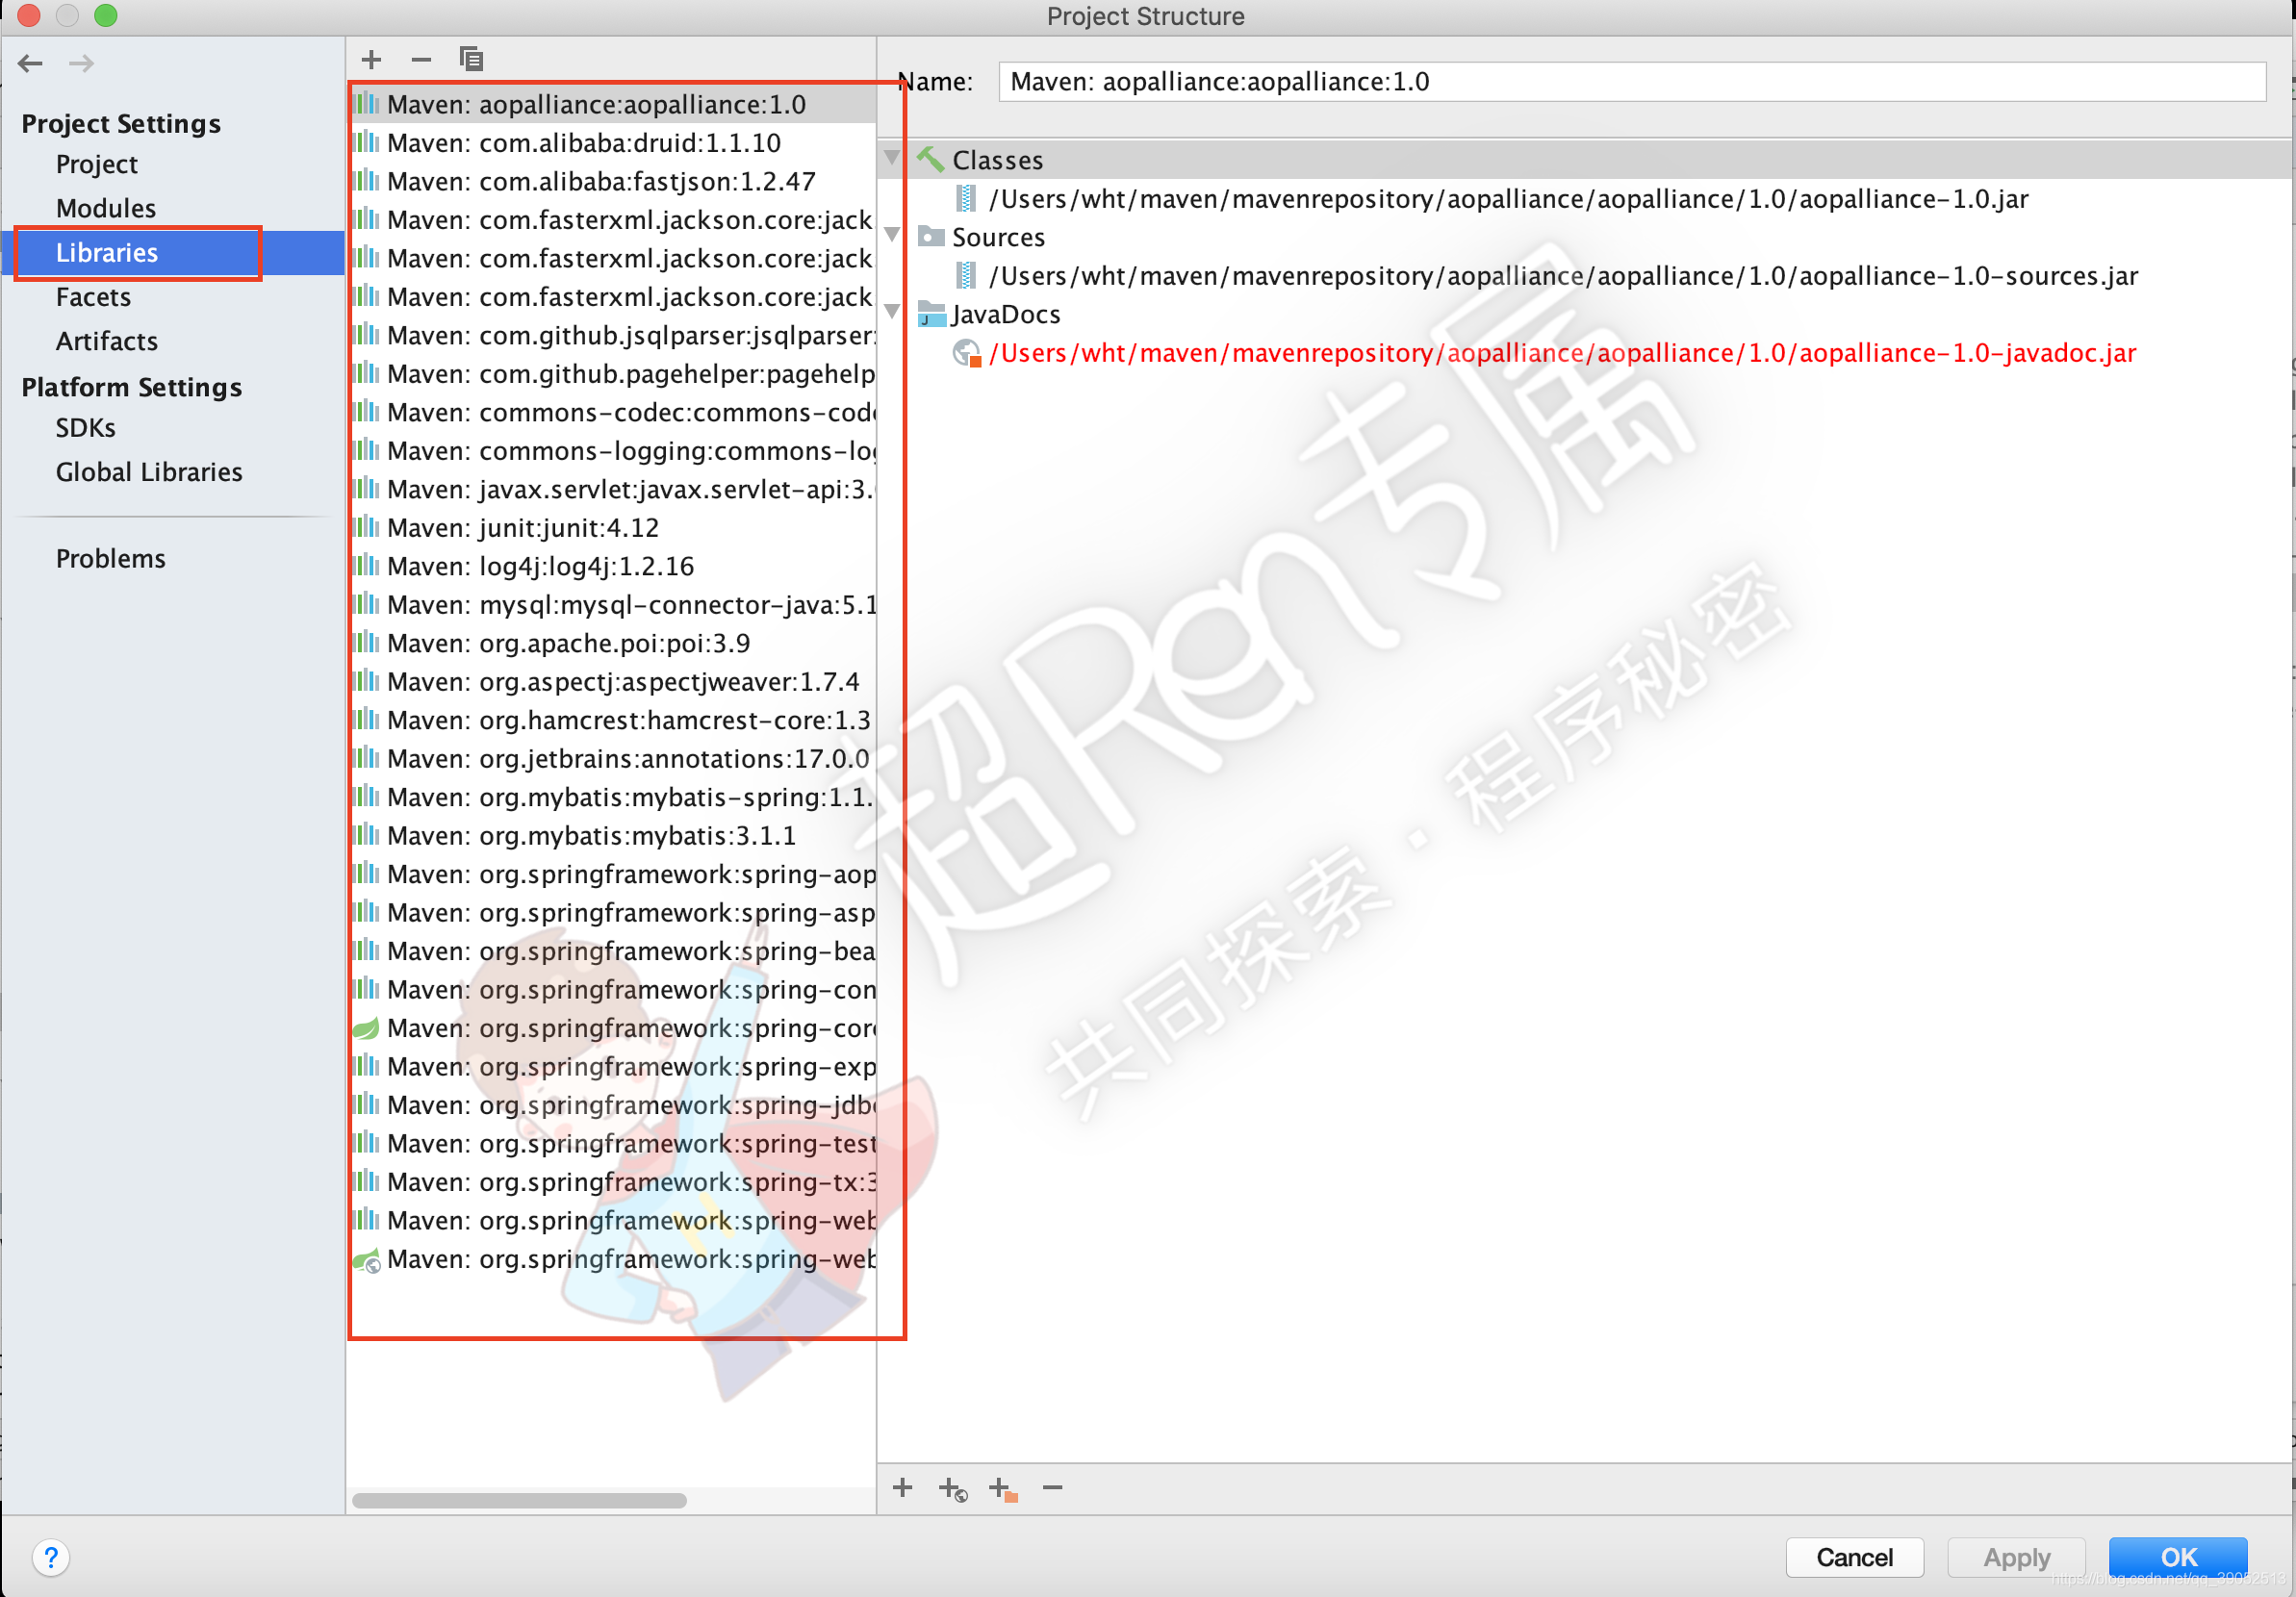 Project Structure
Project Settings
Project
Modules
Libraries
Facets
Artifacts
Platform Settings
SDKs
Global Libraries
Problems
Maven: aopalliance:aopalliance:1.0
Maven: com.alibaba:druid:1.1.10
Maven: com.alibaba:fastjson:1.2.47
Maven: com.fasterxml.jackson.core:jack
Maven: com.fasterxml.jackson.core:jack
Maven: com.fasterxml.jackson.core:jack
Maven: com.github.jsqlparser:jsqlparser:
Maven: com.github.pagehelper:pagehelp
Maven: commons-codec:commons-code
Maven: commons-logging:commons-log
Maven: javax.servlet:javax.servlet-api:3.
Maven: junit:junit:4.12
Maven: log4j:log4j:1.2.16
Maven: mysql:mysql-connector-java:5.1
Maven: org.apache.poi:poi:3.9
Maven: org.aspectj:aspectjweaver:1.7.4
Maven: org.hamcrest:hamcrest-core:1.3
Maven: org.jetbrains:annotations:17.0.0
Maven: org.mybatis:mybatis-spring:1.1.
Maven: org.mybatis:mybatis:3.1.1
Maven: org.springframework:spring-aop
Maven: org.springframework:spring-asp
Maven: org.springframework:spring-bea
Maven: org.springframework:spring-con
Maven: org.springframework:spring-core
Maven: org.springframework:spring-exp
Maven: org.springframework:spring-jdbc
Maven: org.springframework:spring-test
Maven: org.springframework:spring-tx:3
Maven: org.springframework:spring-web
Maven: org.springframework:spring-web
Name: Maven: aopalliance:aopalliance:1.0
Classes
/Users/wht/maven/mavenrepository/aopalliance/aopalliance/1.0/aopalliance-1.0.jar
Sources
/Users/wht/maven/mavenrepository/aopalliance/aopalliance/1.0/aopalliance-1.0-sources.jar
JavaDocs
/Users/wht/maven/mavenrepository/aopalliance/aopalliance/1.0/aopalliance-1.0-javadoc.jar
超Ren专属
共同探索·程序秘密
H
?
Cancel
Apply
OK
https://blog.csdn.net/qq_39052513